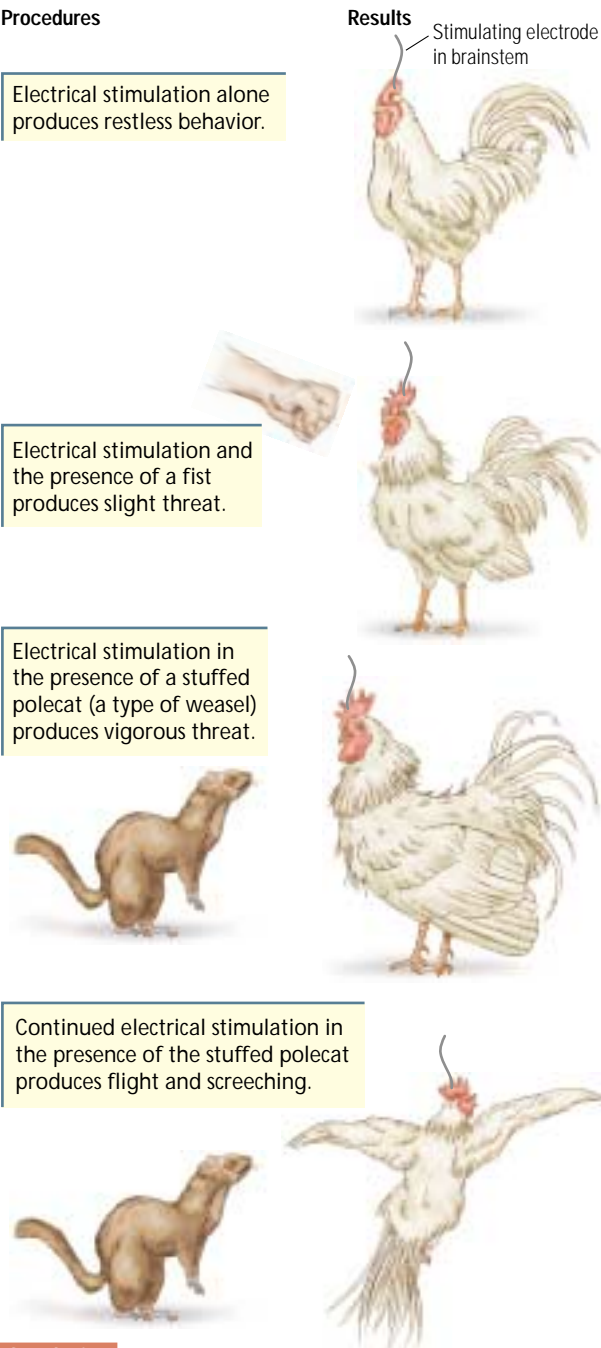 Procedures
Results
Stimulating electrode
in brainstem
Electrical stimulation alone
produces restless behavior.
Electrical stimulation and
the presence of a fist
produces slight threat.
Electrical stimulation in
the presence of a stuffed
polecat (a type of weasel)
produces vigorous threat.
Continued electrical stimulation in
the presence of the stuffed polecat
produces flight and screeching.